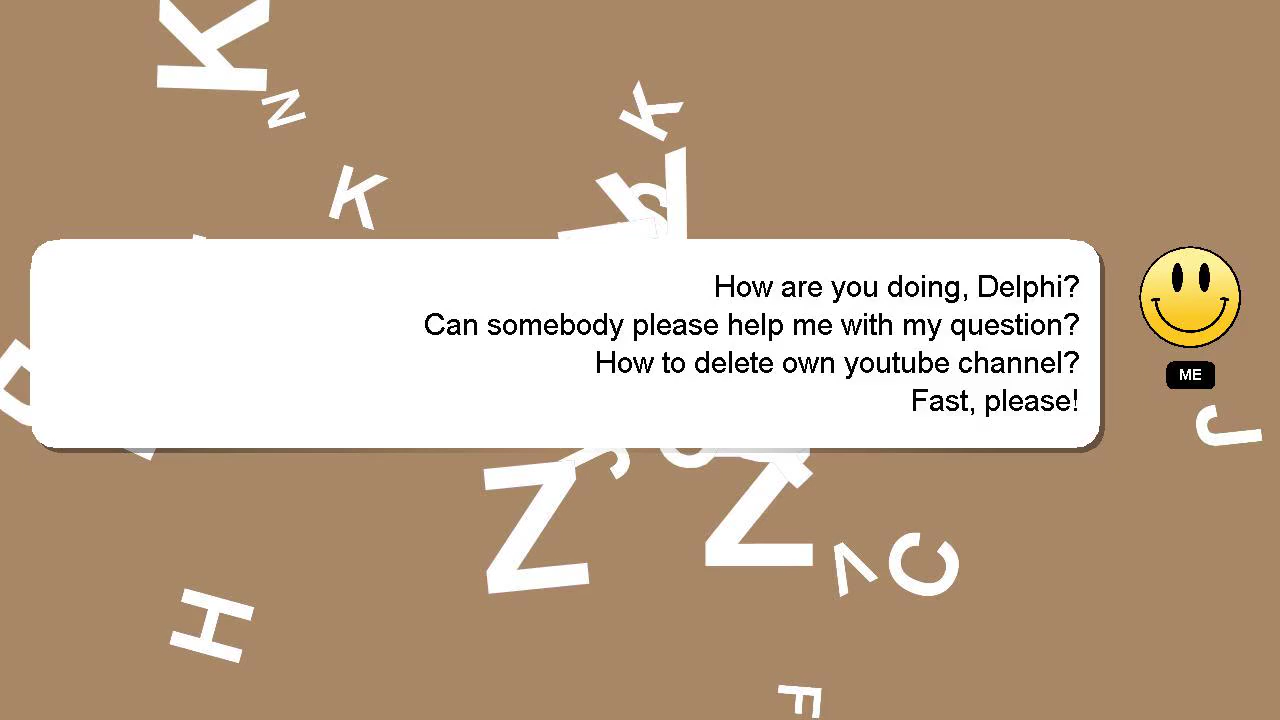 K
N
K
K
S
How are you doing, Delphi?
Can somebody please help me with my question?
How to delete own youtube channel?
Fast, please!
ME
J
J
Z
Z
V
C
H
F